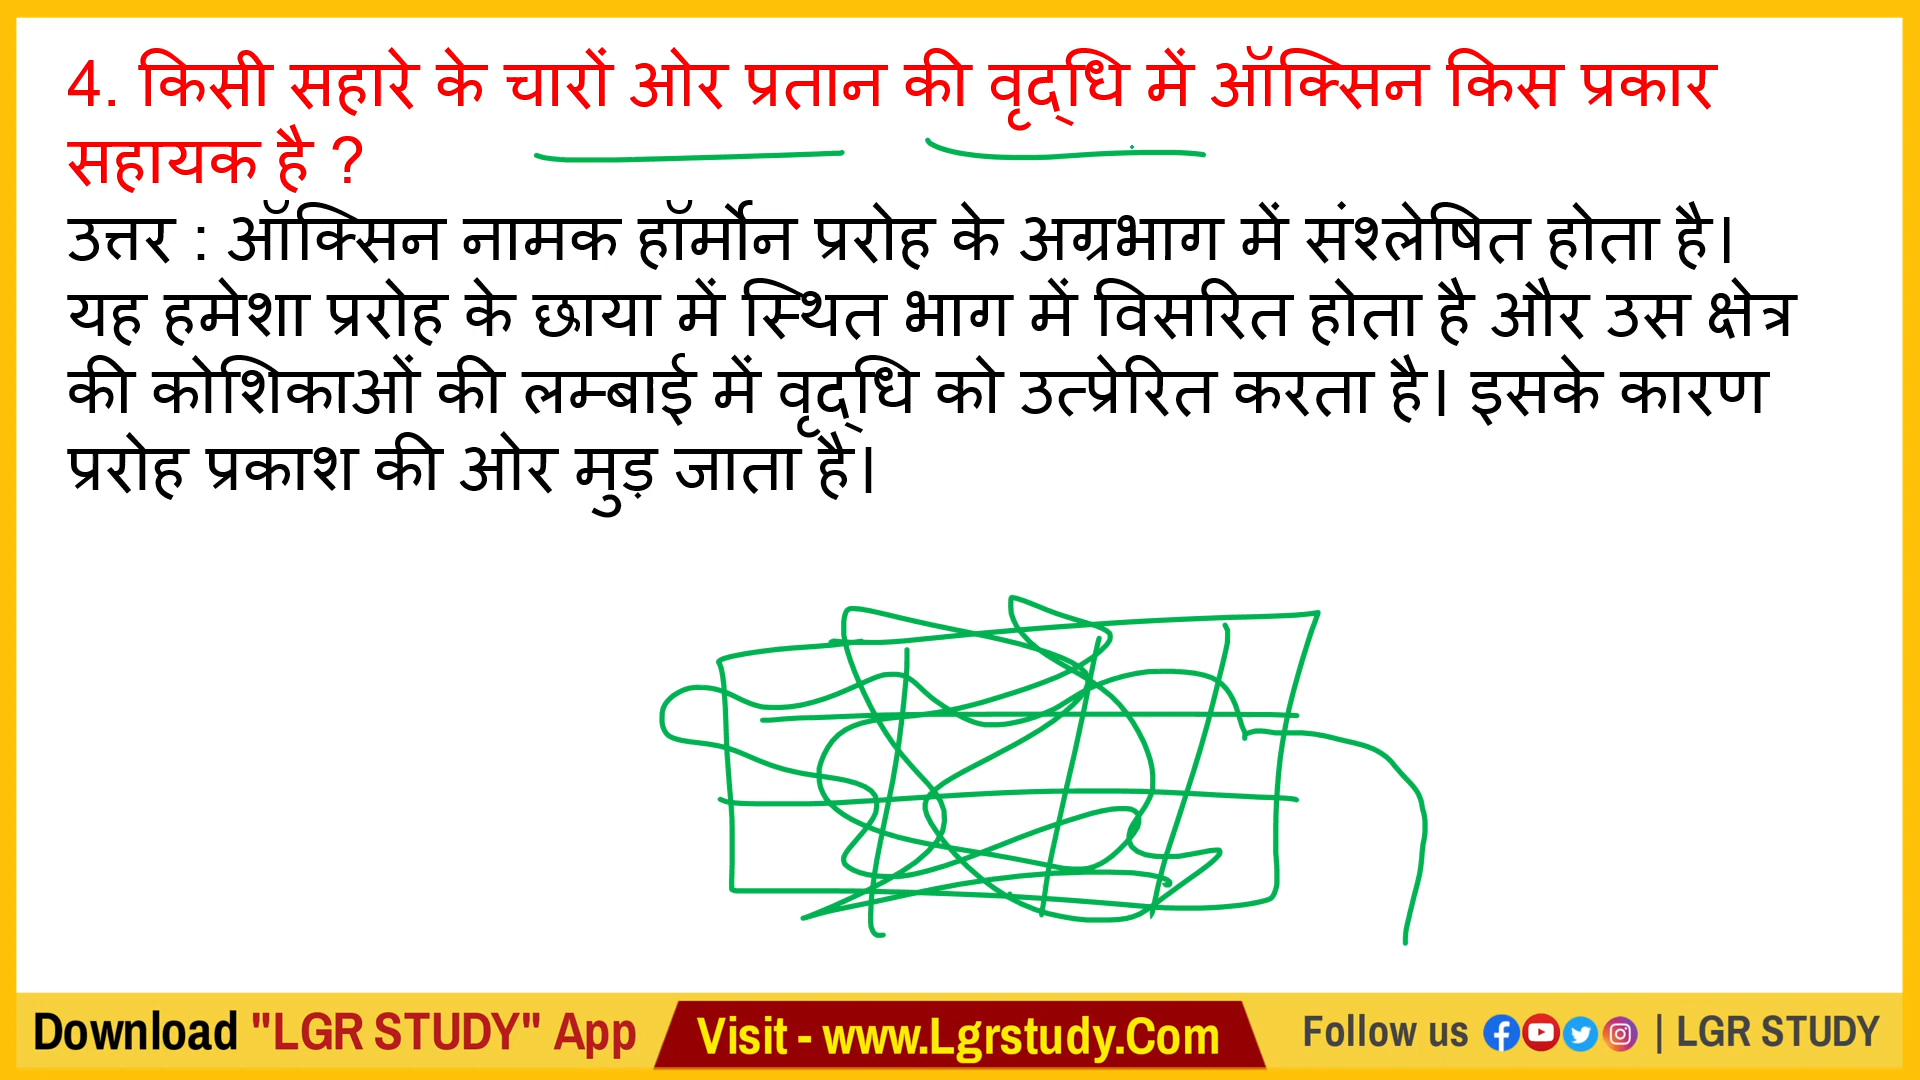 4. किसी सहारे के चारों ओर प्रतान की वृद्धि में ऑक्सिन किस प्रकार
सहायक है ?
उत्तर : ऑक्सिन नामक हॉर्मोन प्ररोह के अग्रभाग में संश्लेषित होता है।
यह हमेशा प्ररोह के छाया में स्थित भाग में विसरित होता है और उस क्षेत्र
की कोशिकाओं की लम्बाई में वृद्धि को उत्प्रेरित करता है। इसके कारण
प्ररोह प्रकाश की ओर मुड़ जाता है।
Download "LGR STUDY" App
Visit - www.Lgrstudy.Com
Follow us | LGR STUDY